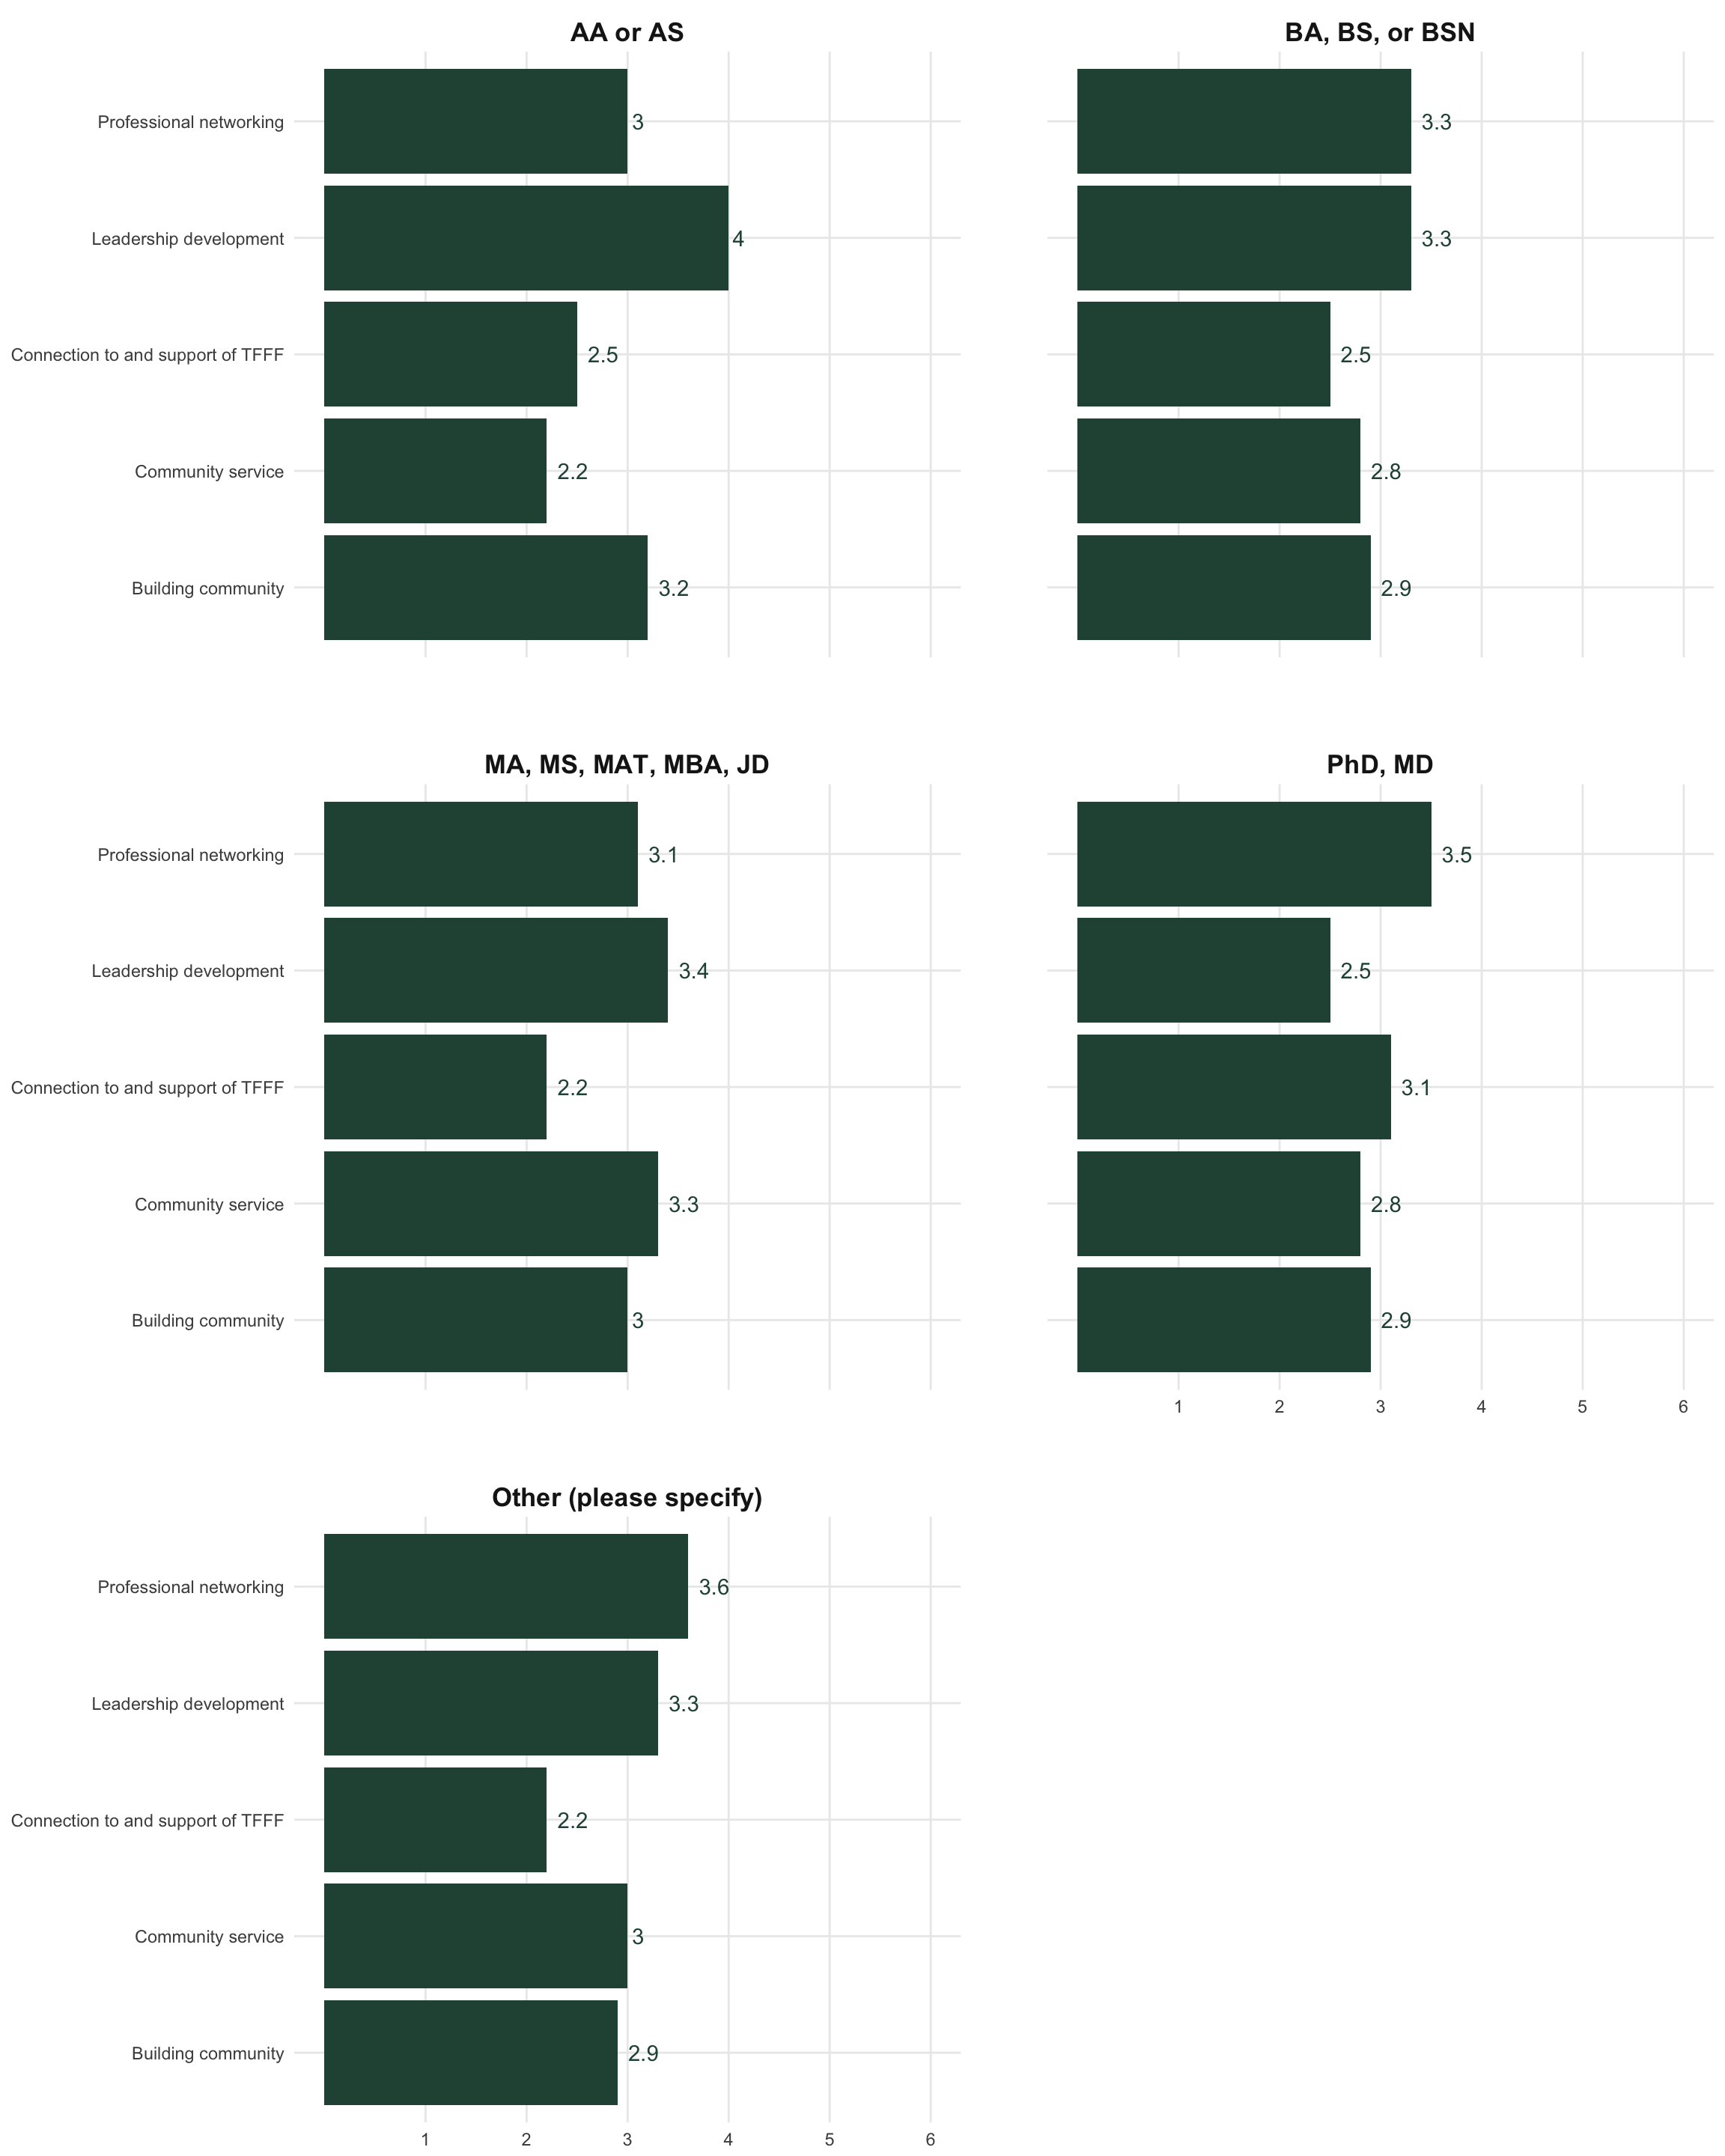 AA or AS
BA, BS, or BSN
Professional networking
3
3.3
Leadership development
4
3.3
Connection to and support of TFFF
2.5
2.5
Community service
2.2
2.8
Building community
3.2
2.9
MA, MS, MAT, MBA, JD
PhD, MD
Professional networking
3.1
3.5
Leadership development
3.4
2.5
Connection to and support of TFFF
2.2
3.1
Community service
3.3
2.8
Building community
3
2.9
1 2 3 4 5 6
Other (please specify)
Professional networking
3.6
Leadership development
3.3
Connection to and support of TFFF
2.2
Community service
3
Building community
2.9
1 2 3 4 5 6